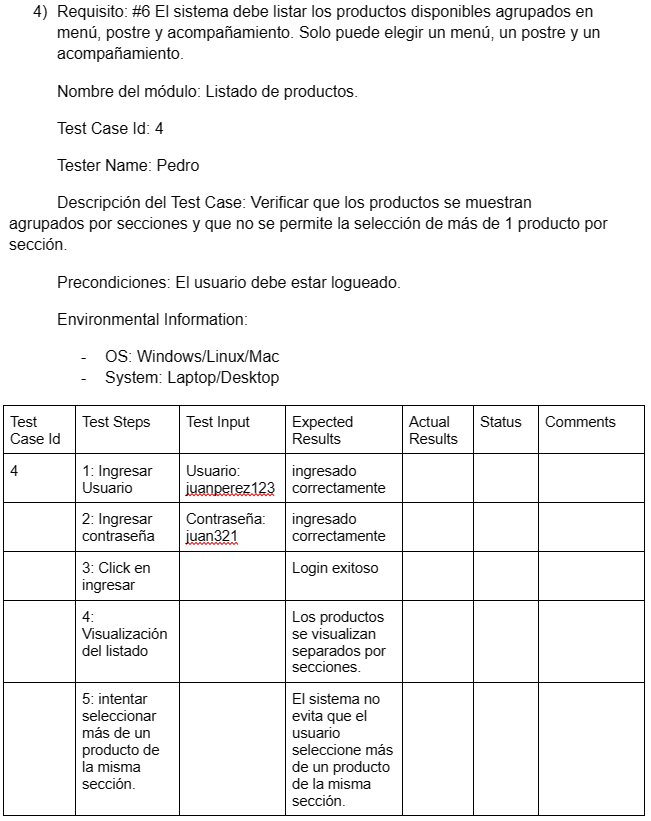 4) Requisito: #6 El sistema debe listar los productos disponibles agrupados en
menú, postre y acompañamiento. Solo puede elegir un menú, un postre y un
acompañamiento.
Nombre del módulo: Listado de productos.
Test Case Id: 4
Tester Name: Pedro
Descripción del Test Case: Verificar que los productos se muestran
agrupados por secciones y que no se permite la selección de más de 1 producto por
sección.
Precondiciones: El usuario debe estar logueado.
Environmental Information:
- OS: Windows/Linux/Mac
- System: Laptop/Desktop
Test
Case Id
Test Steps
Test Input
Expected
Results
Actual
Results
Status
Comments
4
1: Ingresar
Usuario
Usuario:
juanperez123
ingresado
correctamente
2: Ingresar
contraseña
Contraseña:
juan321
ingresado
correctamente
3: Click en
ingresar
Login exitoso
4:
Visualización
del listado
Los productos
se visualizan
separados por
secciones.
5: intentar
seleccionar
más de un
producto de
la misma
sección.
El sistema no
evita que el
usuario
seleccione más
de un producto
de la misma
sección.